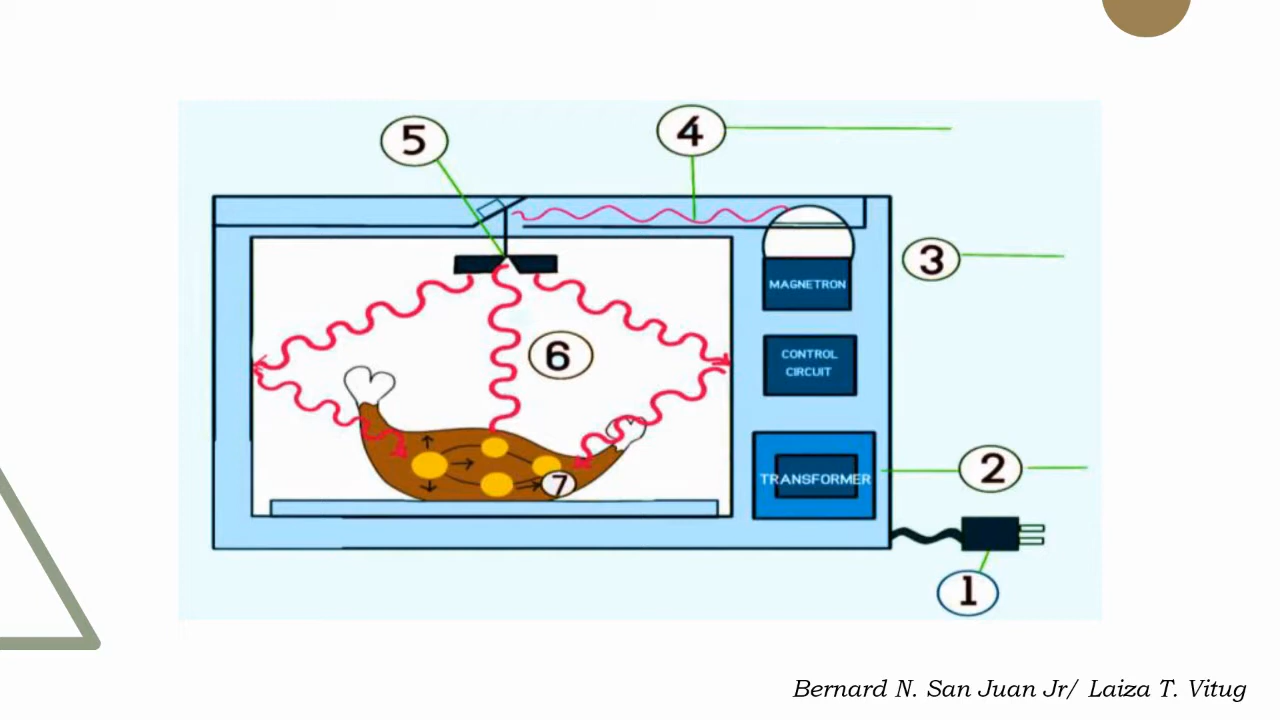 5
4
3
MAGNETRON
6
CONTROL
CIRCUIT
2
TRANSFORMER
7
1
Bernard N. San Juan Jr/ Laiza T. Vitug